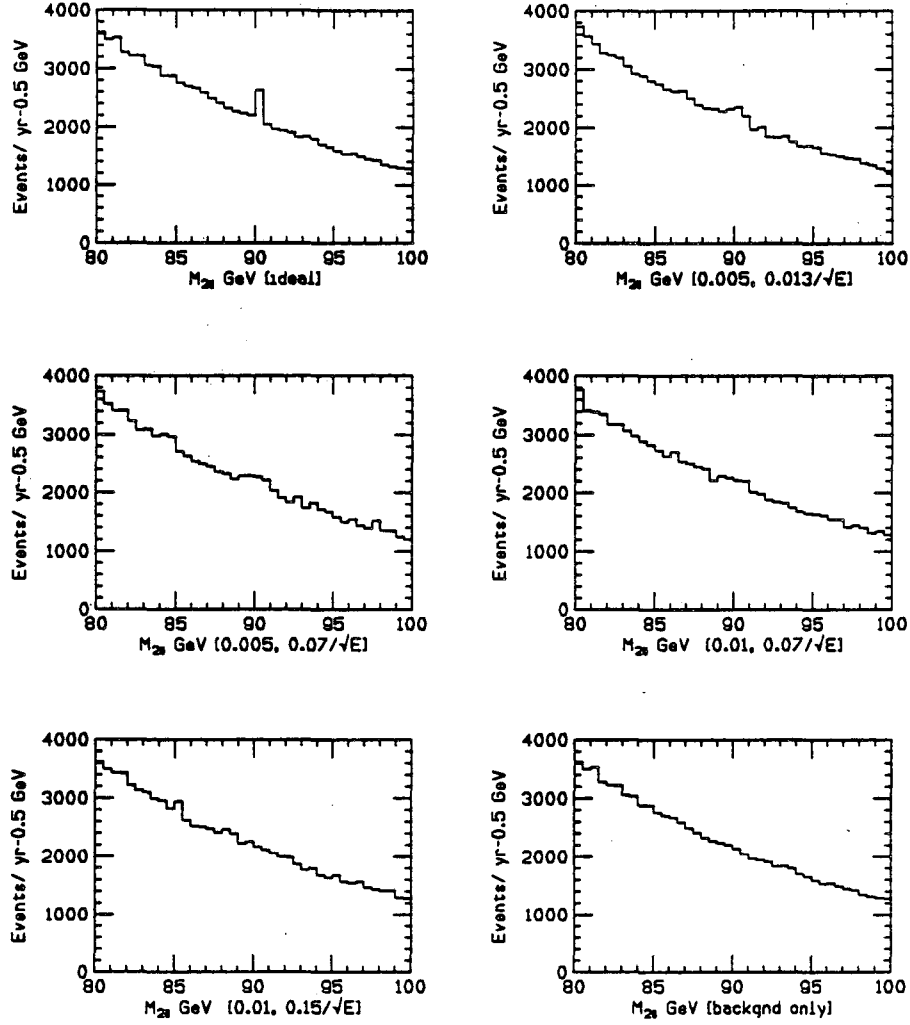 Events/ yr-0.5 GeV
4000
3000
2000
1000
0
80 85 90 95 100
M₂γ GeV [ideal]
Events/ yr-0.5 GeV
4000
3000
2000
1000
0
80 85 90 95 100
M₂γ GeV [0.005, 0.013/√E]
Events/ yr-0.5 GeV
4000
3000
2000
1000
0
80 85 90 95 100
M₂γ GeV [0.005, 0.07/√E]
Events/ yr-0.5 GeV
4000
3000
2000
1000
0
80 85 90 95 100
M₂γ GeV [0.01, 0.07/√E]
Events/ yr-0.5 GeV
4000
3000
2000
1000
0
80 85 90 95 100
M₂γ GeV [0.01, 0.15/√E]
Events/ yr-0.5 GeV
4000
3000
2000
1000
0
80 85 90 95 100
M₂γ GeV [backgnd only]